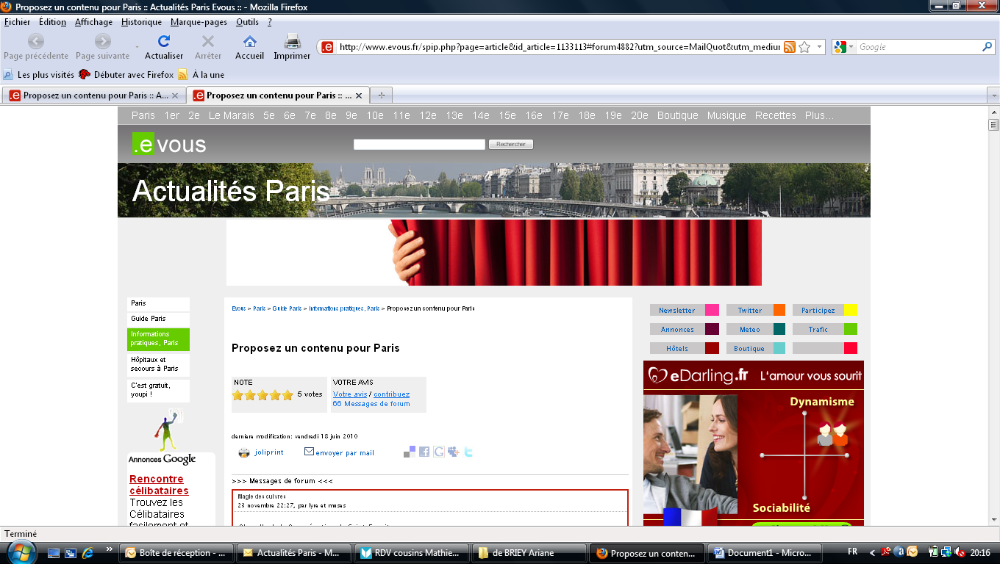 Proposez un contenu pour Paris :: Actualités Paris Evous :: - Mozilla Firefox
Fichier Édition Affichage Historique Marque-pages Outils ?
Page précédente Page suivante Actualiser Arrêter Accueil Imprimer http://www.evous.fr/spip.php?page=article&id_article=1133113#forum4882?utm_source=MailQuot&utm_mediur Google
Les plus visités Débuter avec Firefox À la une
Proposez un contenu pour Paris :: A... Proposez un contenu pour Paris :: ...
Paris 1er 2e Le Marais 5e 6e 7e 8e 9e 10e 11e 12e 13e 14e 15e 16e 17e 18e 19e 20e Boutique Musique Recettes Plus...
.e vous Rechercher
Actualités Paris
Paris
Guide Paris
Informations
pratiques, Paris
Hôpitaux et
secours à Paris
C'est gratuit,
youpi !
Annonces Google
Rencontre
célibataires
Trouvez les
Célibataires
facilement et
Evous > Paris > Guide Paris > Informations pratiques, Paris > Proposez un contenu pour Paris
Proposez un contenu pour Paris
NOTE
5 votes
VOTRE AVIS
Votre avis / contribuez
66 Messages de forum
derniere modification: vendredi 18 juin 2010
joliprint envoyer par mail
>>> Messages de forum <<<
Magie des cuivres
28 novembre 22:27, par lyre et muses
Newsletter Twitter Participez
Annonces Meteo Trafic
Hôtels Boutique
eDarling.fr L'amour vous sourit
Dynamisme
Sociabilité
Terminé
Boîte de réception - ... Actualités Paris - M... RDV cousins Mathie... de BRIEY Ariane Proposez un conten... Document1 - Micro... FR 20:16